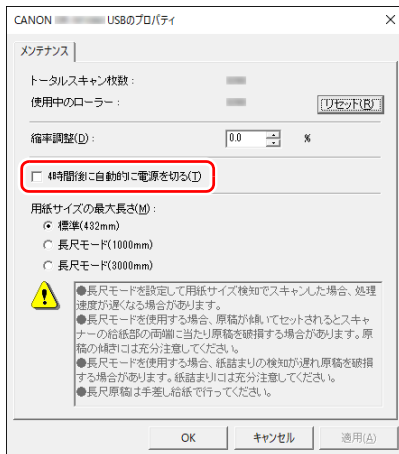 CANON USBのプロパティ
メンテナンス
トータルスキャン枚数：
使用中のローラー：
リセット(R)
縮率調整(D)：
0.0
%
4時間後に自動的に電源を切る(T)
用紙サイズの最大長さ(M)：
標準(432mm)
長尺モード(1000mm)
長尺モード(3000mm)
●長尺モードを設定して用紙サイズ検知でスキャンした場合、処理
速度が遅くなる場合があります。
●長尺モードを使用する場合、原稿が傾いてセットされるとスキャ
ナーの給紙部の両端に当たり原稿を破損する場合があります。原
稿の傾きには充分注意してください。
●長尺モードを使用する場合、紙詰まりの検知が遅れ原稿を破損
する場合があります。紙詰まりには充分注意してください。
●長尺原稿は手差し給紙で行ってください。
OK
キャンセル
適用(A)